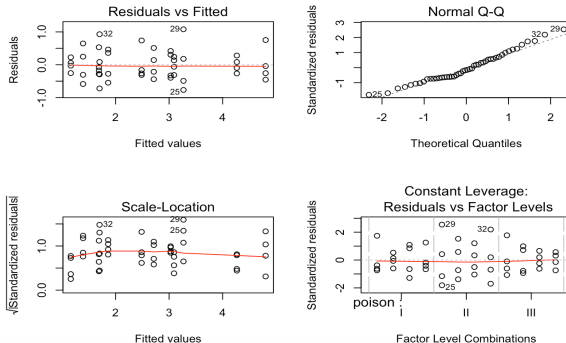 Residuals vs Fitted
Residuals
1.0
0.0
-1.0
32
29
25
2
3
4
Fitted values
Normal Q-Q
Standardized residuals
3
2
1
-1
29
32
25
-2
-1
0
1
2
Theoretical Quantiles
Scale-Location
√|Standardized residuals|
1.0
0.0
32
29
25
2
3
4
Fitted values
Constant Leverage:
Residuals vs Factor Levels
Standardized residuals
2
0
-2
29
32
25
poison :
I
II
III
Factor Level Combinations